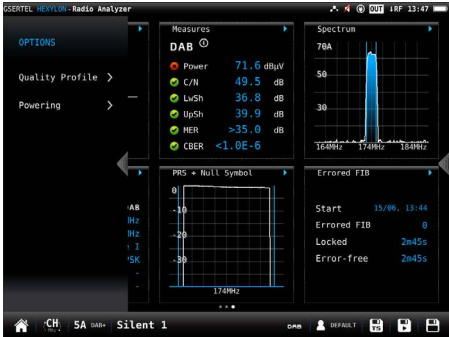 GSERTEL HEXYLON-Radio Analyzer OUT ↓RF 13:47
OPTIONS
Quality Profile >
Powering >
Measures
DAB
Power 71.6 dBµV
C/N 49.5 dB
LwSh 36.8 dB
UpSh 39.9 dB
MER >35.0 dB
CBER <1.0E-6
Spectrum
70A
50
30
164MHz 174MHz 184MHz
AB
Hz
Hz
e I
PSK
-
-
PRS + Null Symbol
0
-10
-20
-30
174MHz
Errored FIB
Start 15/06, 13:44
Errored FIB 0
Locked 2m45s
Error-free 2m45s
CH 5A DAB+ Silent 1 DAB DEFAULT TS